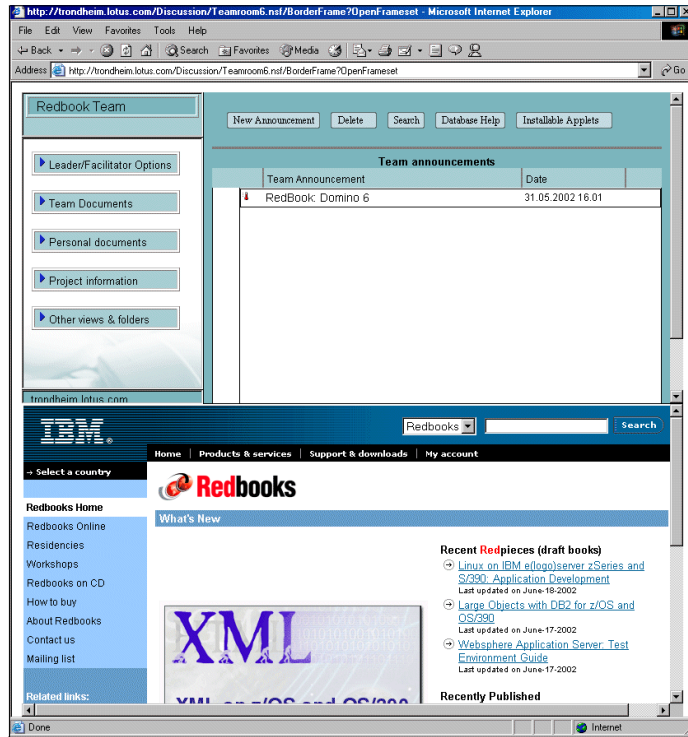 http://trondheim.lotus.com/Discussion/Teamroom6.nsf/BorderFrame?OpenFrameset - Microsoft Internet Explorer
File Edit View Favorites Tools Help
Back Search Favorites Media
Address http://trondheim.lotus.com/Discussion/Teamroom6.nsf/BorderFrame?OpenFrameset Go
Redbook Team
New Announcement Delete Search Database Help Installable Applets
Team announcements
Team Announcement Date
RedBook: Domino 6 31.05.2002 16.01
Leader/Facilitator Options
Team Documents
Personal documents
Project information
Other views & folders
trondheim.lotus.com
IBM®
Redbooks Search
Home | Products & services | Support & downloads | My account
Select a country
Redbooks
Redbooks Home
Redbooks Online
Residencies
Workshops
Redbooks on CD
How to buy
About Redbooks
Contact us
Mailing list
Related links:
What's New
XML
XML on z/OS and OS/390
Recent Redpieces (draft books)
Linux on IBM e(logo)server zSeries and
S/390: Application Development
Last updated on June-18-2002
Large Objects with DB2 for z/OS and
OS/390
Last updated on June-17-2002
Websphere Application Server: Test
Environment Guide
Last updated on June-17-2002
Recently Published
Done Internet